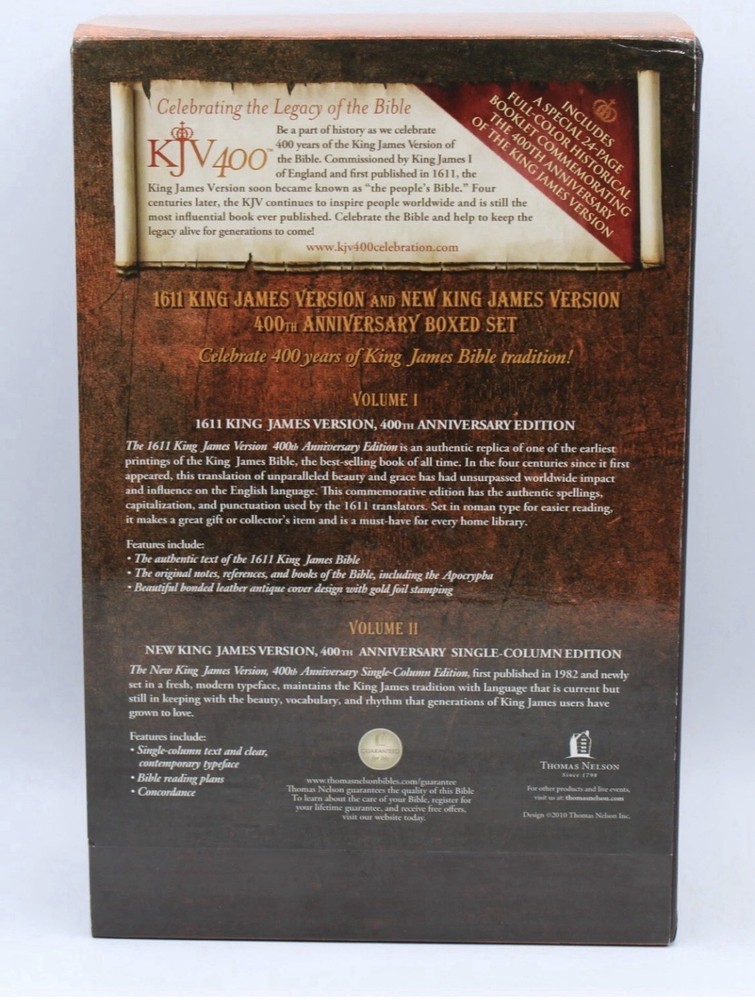 Celebrating the Legacy of the Bible
KJV400™
Be a part of history as we celebrate
400 years of the King James Version of
the Bible. Commissioned by King James I
of England and first published in 1611, the
King James Version soon became known as “the people’s Bible.” Four
centuries later, the KJV continues to inspire people worldwide and is still the
most influential book ever published. Celebrate the Bible and help to keep the
legacy alive for generations to come!
www.kjv400celebration.com
INCLUDES
A SPECIAL 24-PAGE
FULL-COLOR HISTORICAL
BOOKLET COMMEMORATING
THE 400TH ANNIVERSARY
OF THE KING JAMES VERSION
1611 KING JAMES VERSION AND NEW KING JAMES VERSION
400TH ANNIVERSARY BOXED SET
Celebrate 400 years of King James Bible tradition!
VOLUME I
1611 KING JAMES VERSION, 400TH ANNIVERSARY EDITION
The 1611 King James Version 400th Anniversary Edition is an authentic replica of one of the earliest
printings of the King James Bible, the best-selling book of all time. In the four centuries since it first
appeared, this translation of unparalleled beauty and grace has had unsurpassed worldwide impact
and influence on the English language. This commemorative edition has the authentic spellings,
capitalization, and punctuation used by the 1611 translators. Set in roman type for easier reading,
it makes a great gift or collector’s item and is a must-have for every home library.
Features include:
• The authentic text of the 1611 King James Bible
• The original notes, references, and books of the Bible, including the Apocrypha
• Beautiful bonded leather antique cover design with gold foil stamping
VOLUME II
NEW KING JAMES VERSION, 400TH ANNIVERSARY SINGLE-COLUMN EDITION
The New King James Version, 400th Anniversary Single-Column Edition, first published in 1982 and newly
set in a fresh, modern typeface, maintains the King James tradition with language that is current but
still in keeping with the beauty, vocabulary, and rhythm that generations of King James users have
grown to love.
Features include:
• Single-column text and clear,
contemporary typeface
• Bible reading plans
• Concordance
GUARANTEED
www.thomasnelsonbibles.com/guarantee
Thomas Nelson guarantees the quality of this Bible
To learn about the care of your Bible, register for
your lifetime guarantee, and receive free offers,
visit our website today.
THOMAS NELSON
Since 1798
For other products and live events,
visit us at: thomasnelson.com
Design ©2010 Thomas Nelson Inc.